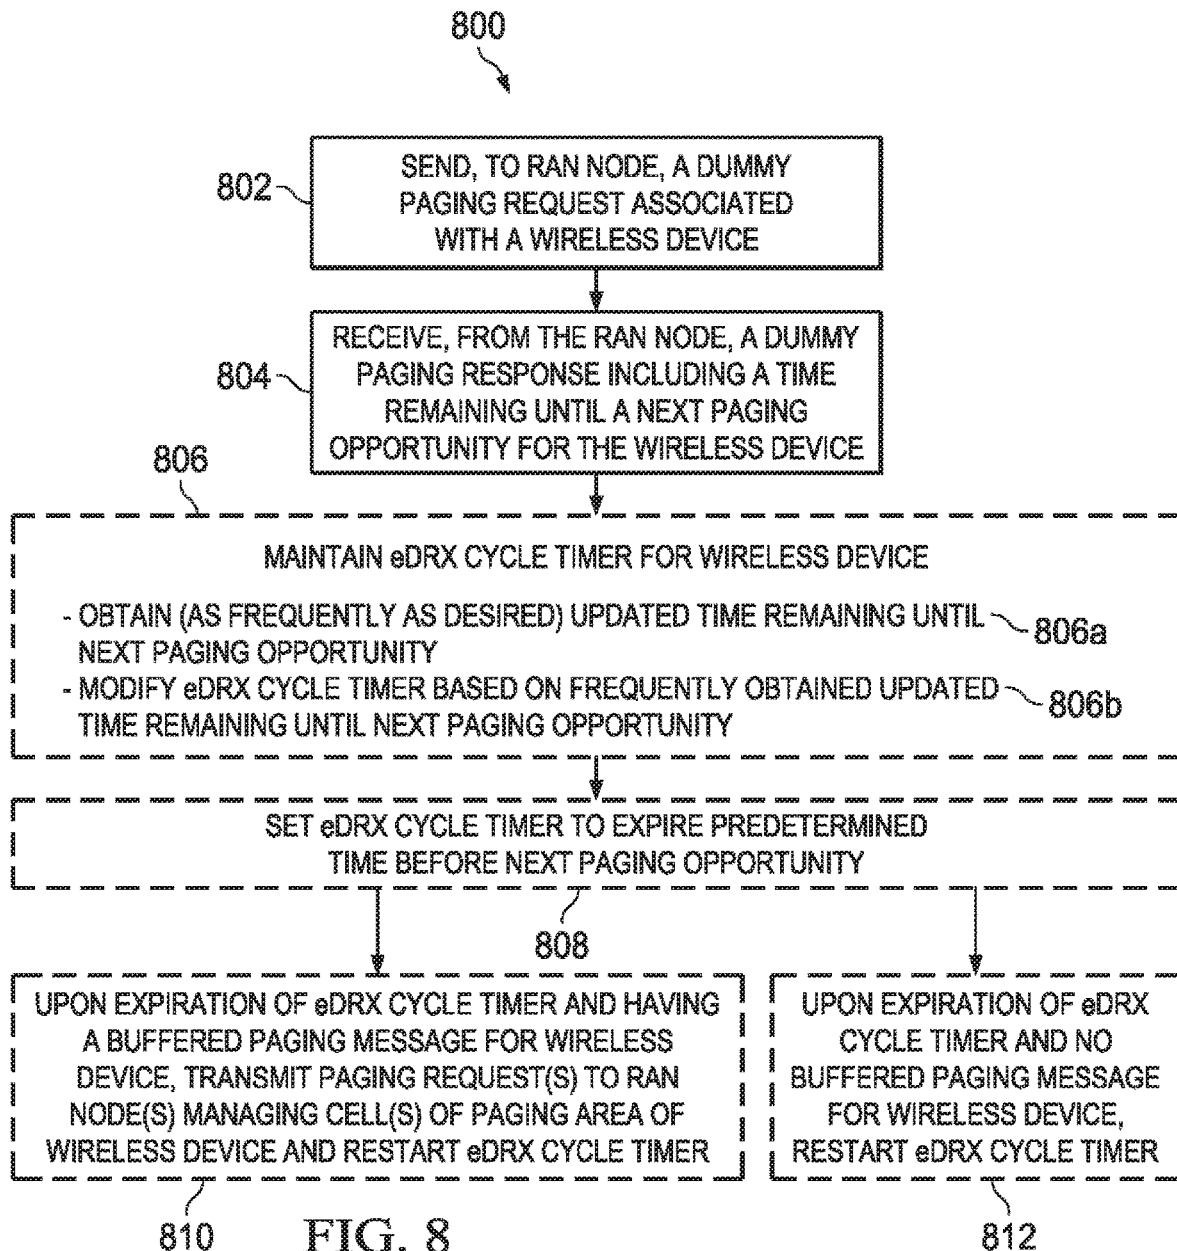 800
802
SEND, TO RAN NODE, A DUMMY
PAGING REQUEST ASSOCIATED
WITH A WIRELESS DEVICE
804
RECEIVE, FROM THE RAN NODE, A DUMMY
PAGING RESPONSE INCLUDING A TIME
REMAINING UNTIL A NEXT PAGING
OPPORTUNITY FOR THE WIRELESS DEVICE
806
MAINTAIN eDRX CYCLE TIMER FOR WIRELESS DEVICE
- OBTAIN (AS FREQUENTLY AS DESIRED) UPDATED TIME REMAINING UNTIL
NEXT PAGING OPPORTUNITY
806a
- MODIFY eDRX CYCLE TIMER BASED ON FREQUENTLY OBTAINED UPDATED
TIME REMAINING UNTIL NEXT PAGING OPPORTUNITY
806b
SET eDRX CYCLE TIMER TO EXPIRE PREDETERMINED
TIME BEFORE NEXT PAGING OPPORTUNITY
808
UPON EXPIRATION OF eDRX CYCLE TIMER AND HAVING
A BUFFERED PAGING MESSAGE FOR WIRELESS
DEVICE, TRANSMIT PAGING REQUEST(S) TO RAN
NODE(S) MANAGING CELL(S) OF PAGING AREA OF
WIRELESS DEVICE AND RESTART eDRX CYCLE TIMER
810
UPON EXPIRATION OF eDRX
CYCLE TIMER AND NO
BUFFERED PAGING MESSAGE
FOR WIRELESS DEVICE,
RESTART eDRX CYCLE TIMER
812
FIG. 8